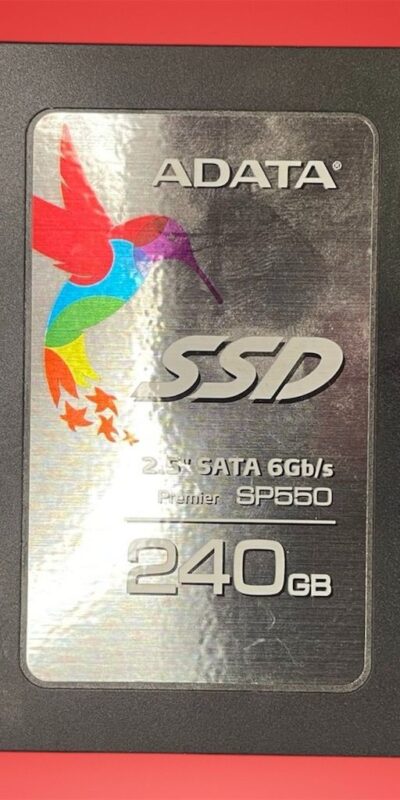 ADATA®
SSD
2.5" SATA 6Gb/s
Premier SP550
240GB